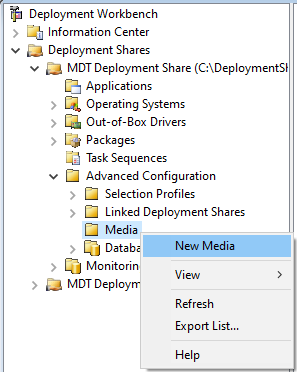 Deployment Workbench
Information Center
Deployment Shares
MDT Deployment Share (C:\DeploymentSh
Applications
Operating Systems
Out-of-Box Drivers
Packages
Task Sequences
Advanced Configuration
Selection Profiles
Linked Deployment Shares
Media
New Media
Databa
View
Monitorin
MDT Deploym
Refresh
Export List...
Help